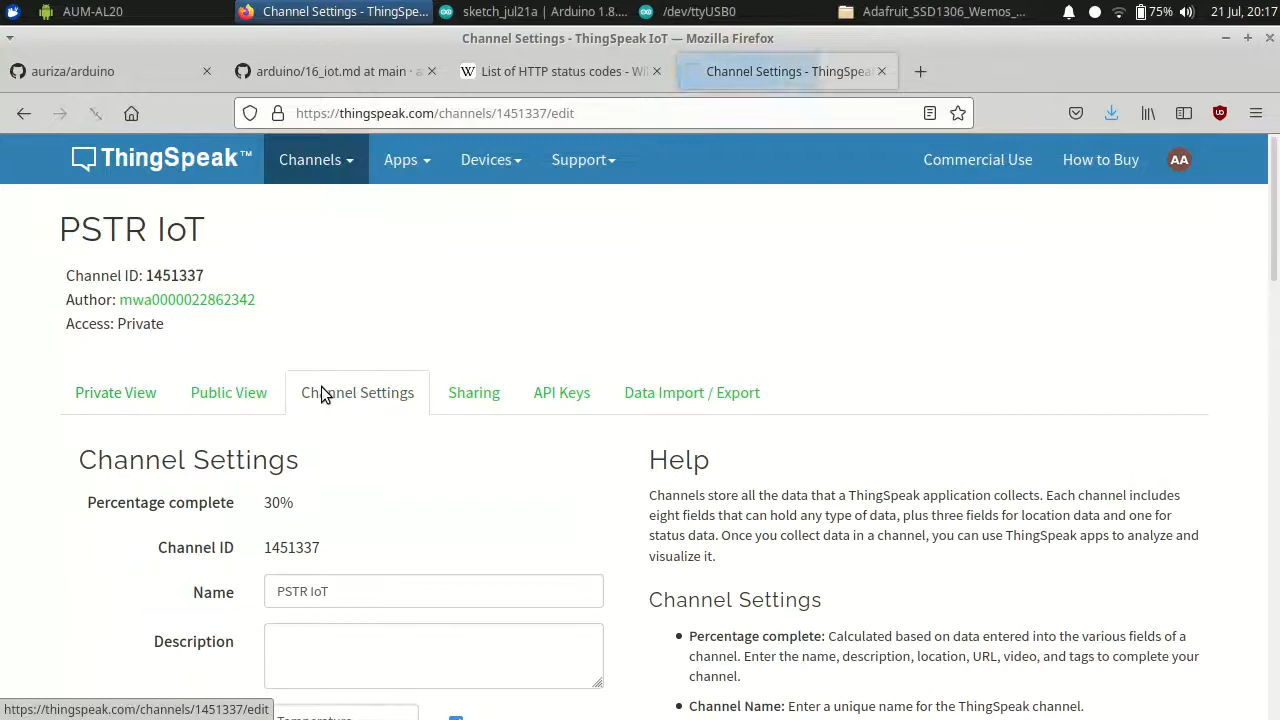 AUM-AL20
Channel Settings - ThingSpe...
sketch_jul21a | Arduino 1.8....
/dev/ttyUSB0
Adafruit_SSD1306_Wemos_...
75%
21 Jul, 20:17
Channel Settings - ThingSpeak IoT — Mozilla Firefox
auriza/arduino
arduino/16_iot.md at main · a
List of HTTP status codes - Wi
Channel Settings - ThingSpea
https://thingspeak.com/channels/1451337/edit
ThingSpeak™
Channels
Apps
Devices
Support
Commercial Use
How to Buy
AA
PSTR IoT
Channel ID: 1451337
Author: mwa0000022862342
Access: Private
Private View
Public View
Channel Settings
Sharing
API Keys
Data Import / Export
Channel Settings
Percentage complete
30%
Channel ID
1451337
Name
PSTR IoT
Description
Temperature
Help
Channels store all the data that a ThingSpeak application collects. Each channel includes
eight fields that can hold any type of data, plus three fields for location data and one for
status data. Once you collect data in a channel, you can use ThingSpeak apps to analyze and
visualize it.
Channel Settings
Percentage complete: Calculated based on data entered into the various fields of a
channel. Enter the name, description, location, URL, video, and tags to complete your
channel.
Channel Name: Enter a unique name for the ThingSpeak channel.
https://thingspeak.com/channels/1451337/edit